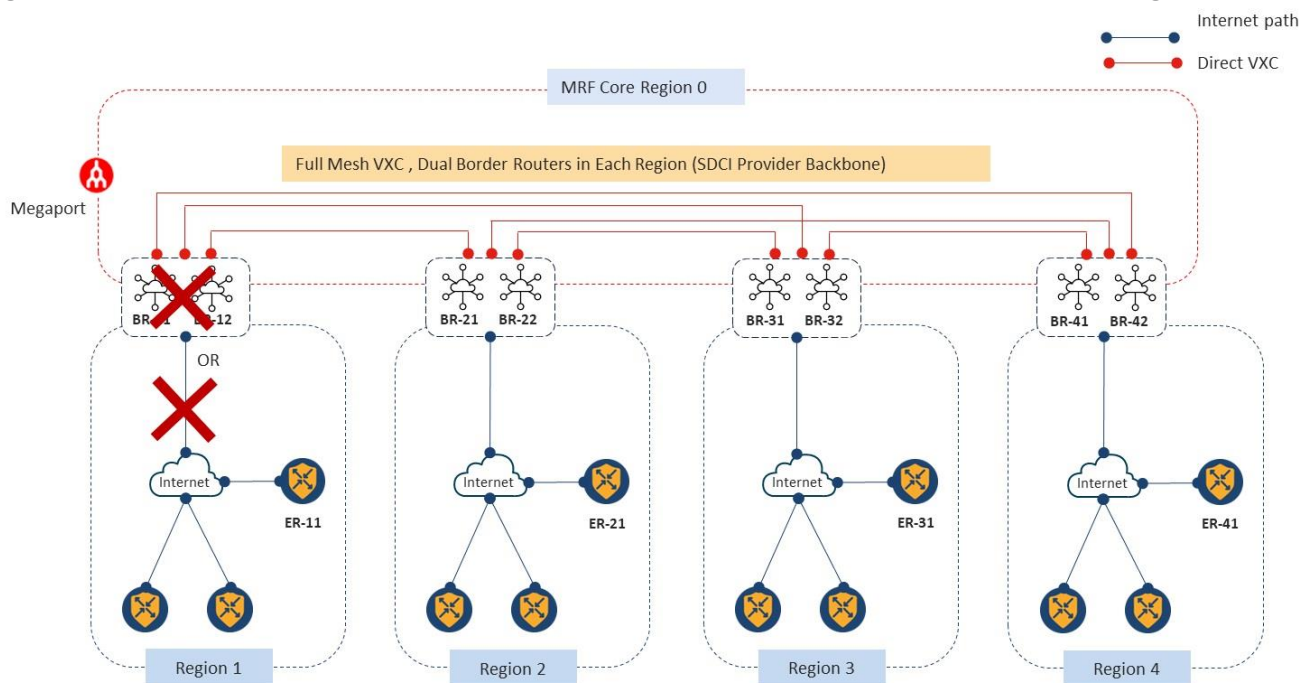 Internet path
Direct VXC
MRF Core Region 0
Full Mesh VXC , Dual Border Routers in Each Region (SDCI Provider Backbone)
Megaport
BR-12
BR-21
BR-22
BR-31
BR-32
BR-41
BR-42
OR
Internet
ER-11
Internet
ER-21
Internet
ER-31
Internet
ER-41
Region 1
Region 2
Region 3
Region 4